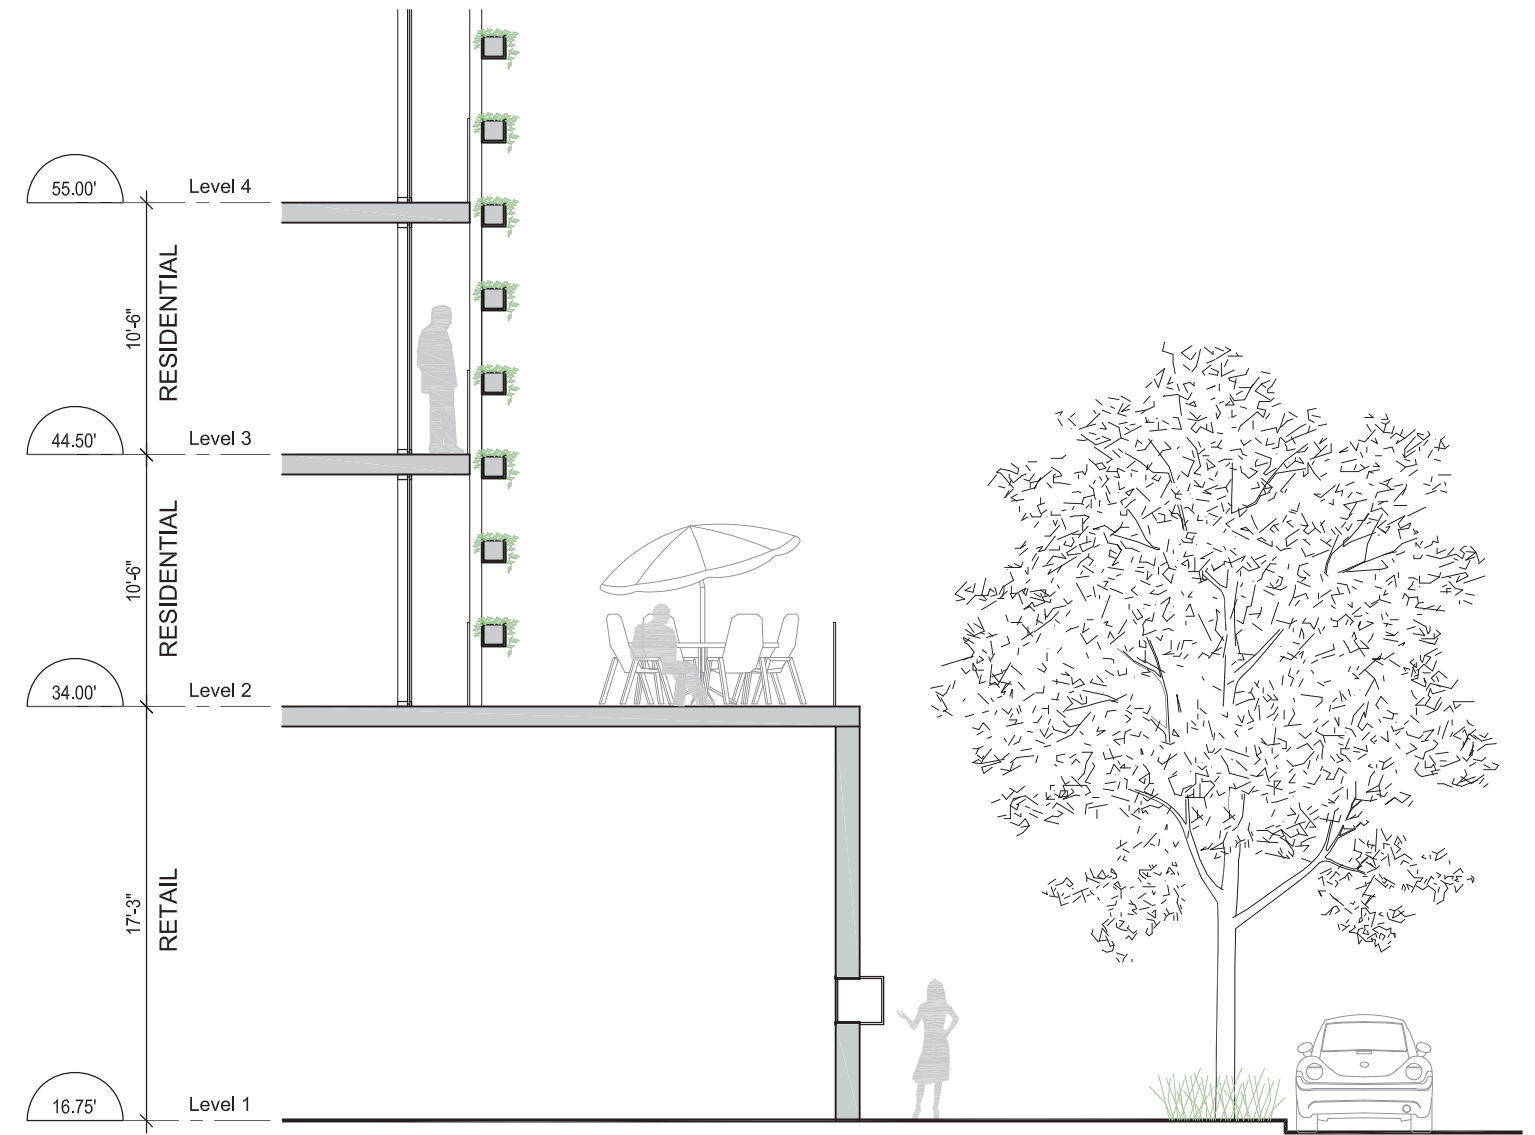 55.00'
Level 4
10'-6"
RESIDENTIAL
44.50'
Level 3
10'-6"
RESIDENTIAL
34.00'
Level 2
17'-3"
RETAIL
16.75'
Level 1